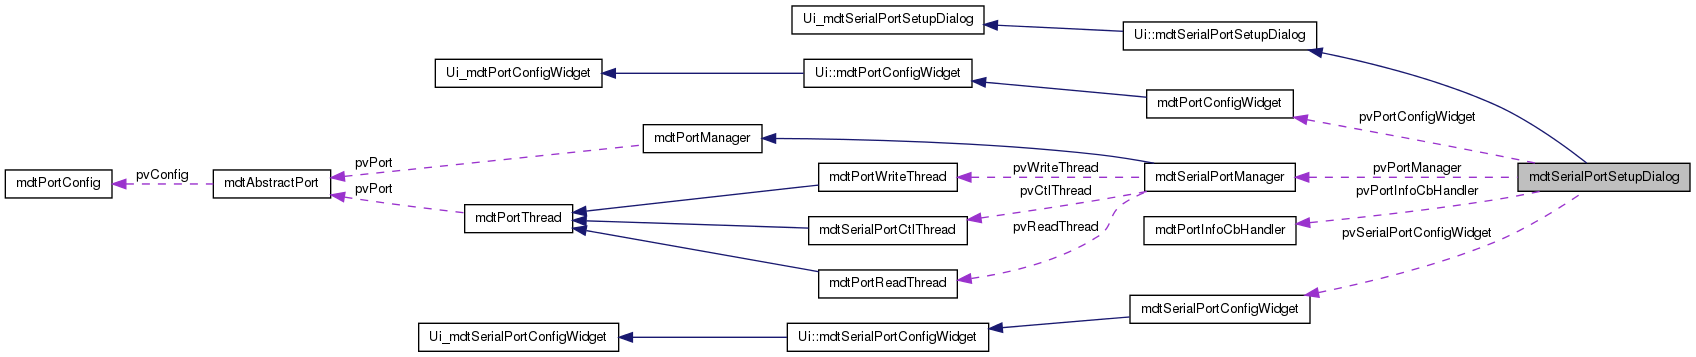 Ui_mdtSerialPortSetupDialog
Ui::mdtSerialPortSetupDialog
Ui_mdtPortConfigWidget
Ui::mdtPortConfigWidget
mdtPortConfigWidget
pvPortConfigWidget
mdtPortManager
pvPort
pvWriteThread
pvPortManager
mdtPortConfig
pvConfig
mdtAbstractPort
mdtPortWriteThread
mdtSerialPortManager
mdtSerialPortSetupDialog
pvPort
pvCtlThread
pvPortInfoCbHandler
mdtPortThread
mdtSerialPortCtlThread
pvReadThread
mdtPortInfoCbHandler
pvSerialPortConfigWidget
mdtPortReadThread
mdtSerialPortConfigWidget
Ui_mdtSerialPortConfigWidget
Ui::mdtSerialPortConfigWidget